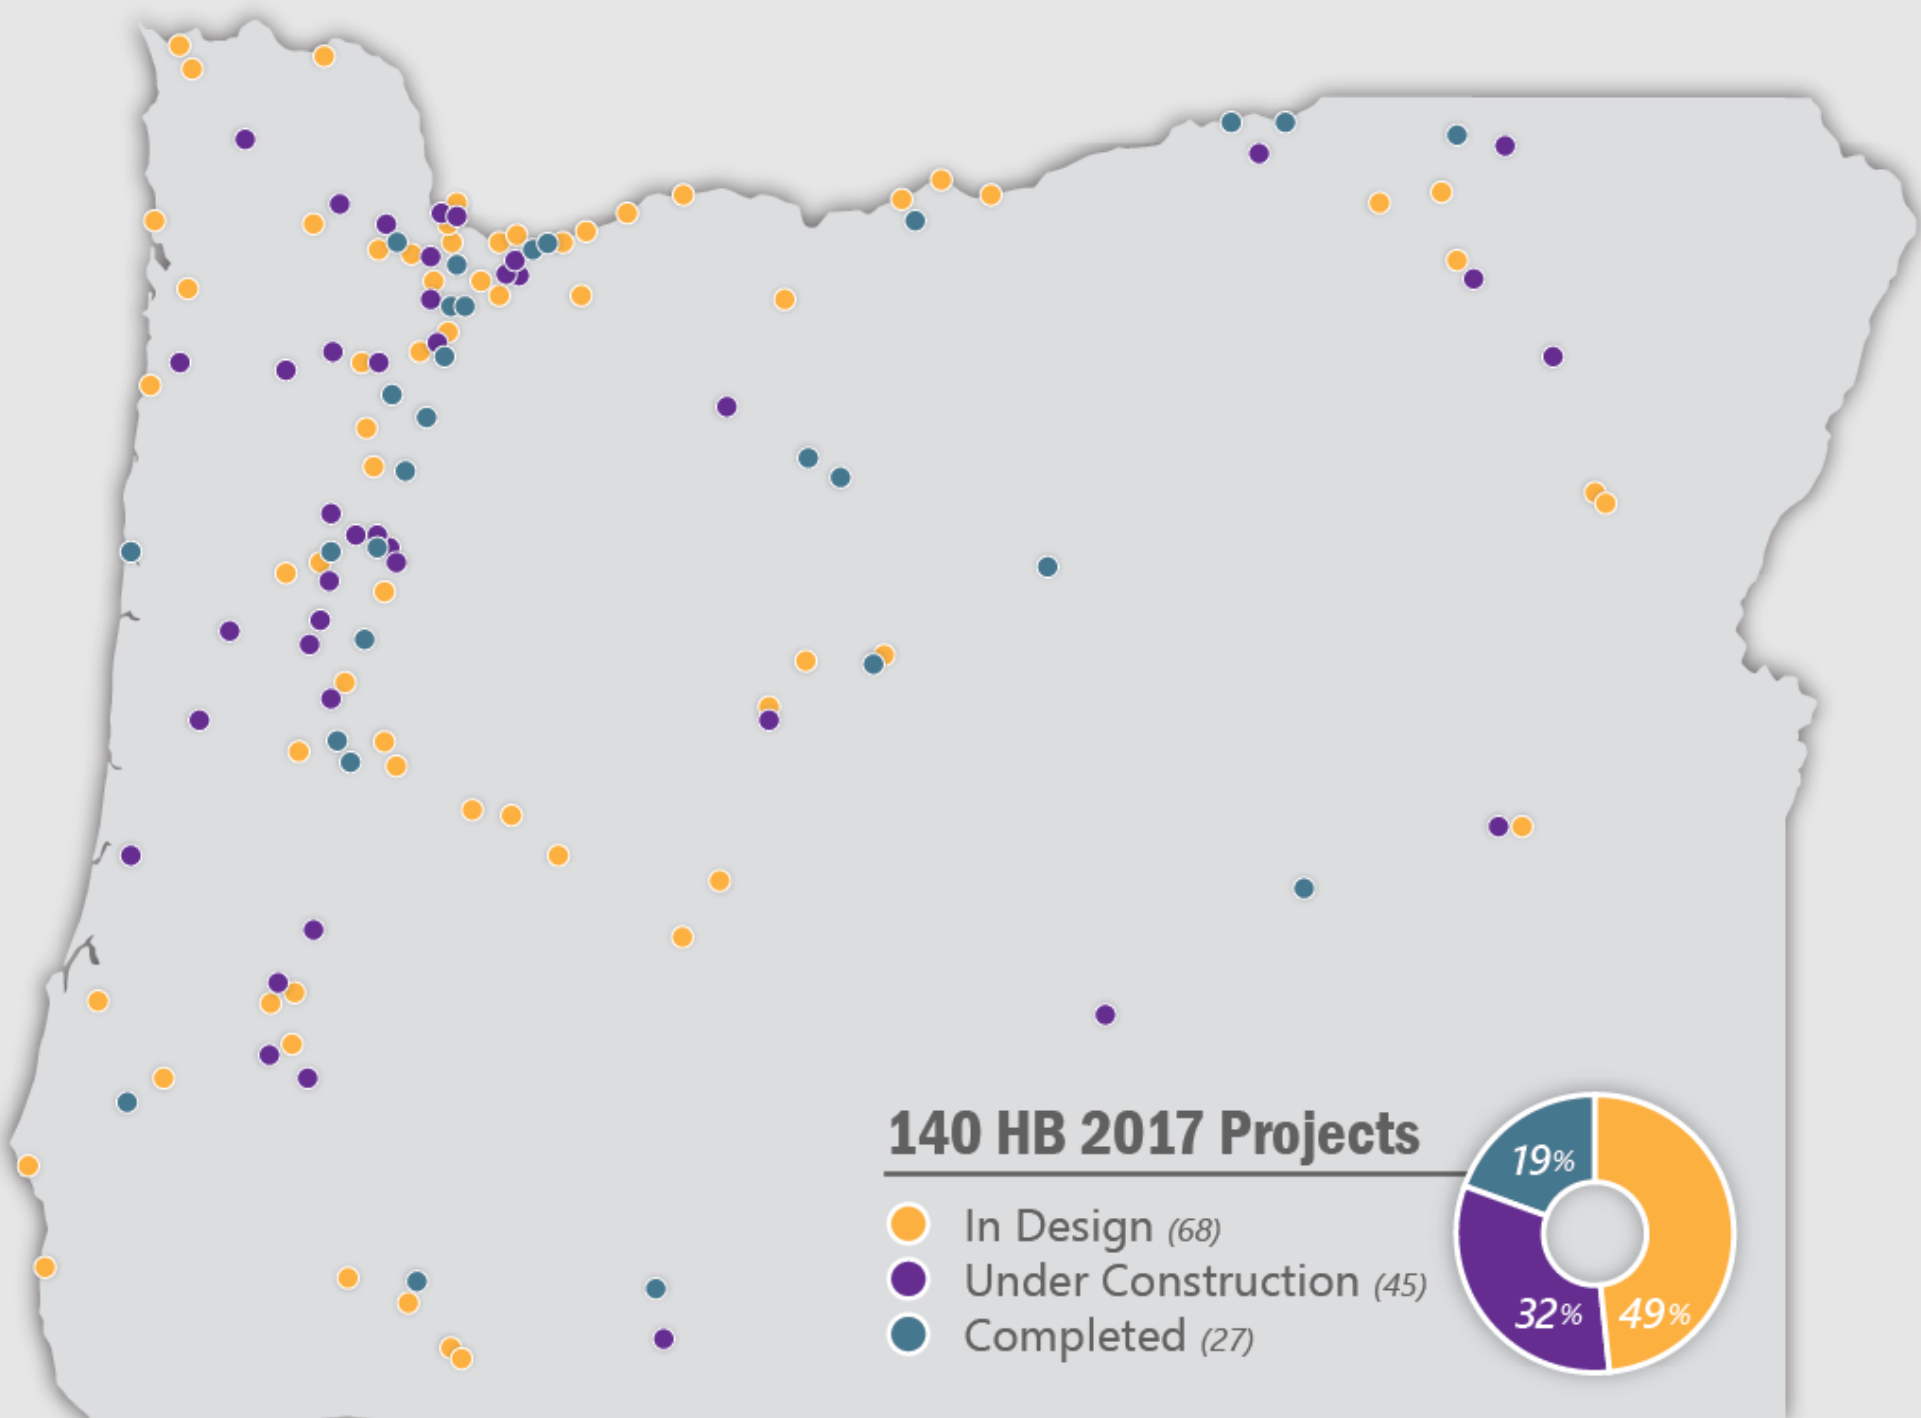 140 HB 2017 Projects
In Design (68)
Under Construction (45)
Completed (27)
19%
32%
49%